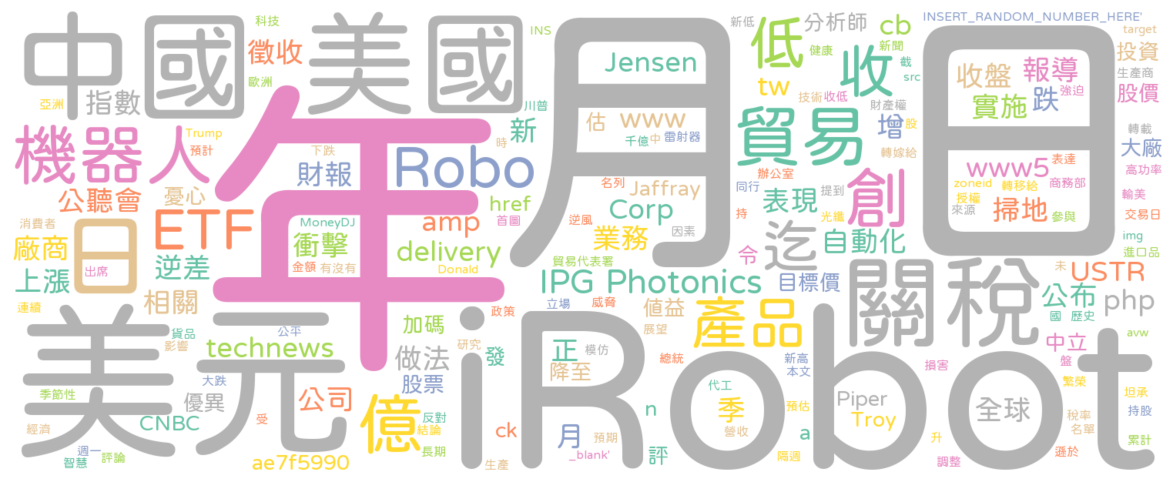 中國
美國
月
日
年
iRobot
美元
關稅
機器人
貿易
Robo
ETF
低
收
創
產品
億
日
科技
歐洲
亞洲
指數
徵收
INS
川普
新
Jensen
新低
健康
分析師
cb
新聞
截
src
INSERT_RANDOM_NUMBER_HERE'
target
投資
生產商
收盤
報導
強迫
實施
跌
股價
tw
技術
收低
財產權
估
www
千億
中
雷射器
增
股
轉嫁給
轉載
大廠
高功率
Trump
預計
下跌
財報
時
公聽會
憂心
href
名列
Jaffray
辦公室
同行
提到
www5
表達
zoneid
轉移給
商務部
授權
來源
掃地
參與
輸美
交易日
消費者
廠商
MoneyDJ
首圖
amp
Corp
逆風
持
表現
光纖
業務
因素
迄
自動化
令
img
進口品
出席
上漲
逆差
衝擊
金額
有沒有
delivery
Donald
貿易代表署
IPG Photonics
目標價
未
USTR
連續
相關
政策
立場
威脅
值益
展望
公布
國
歷史
php
貨品
影響
公平
加碼
technews
做法
研究
發
正
模仿
降至
總統
新高
本文
中立
盤
avw
季節性
大跌
優異
股票
代工
損害
繁榮
坦承
CNBC
公司
反對
結論
長期
季
預估
營收
Piper
Troy
全球
稅率
名單
持股
經濟
週一
評論
智慧
受
ck
n
月
預期
a
評
_blank'
隔週
升
調整
遜於
累計
ae7f5990
生產